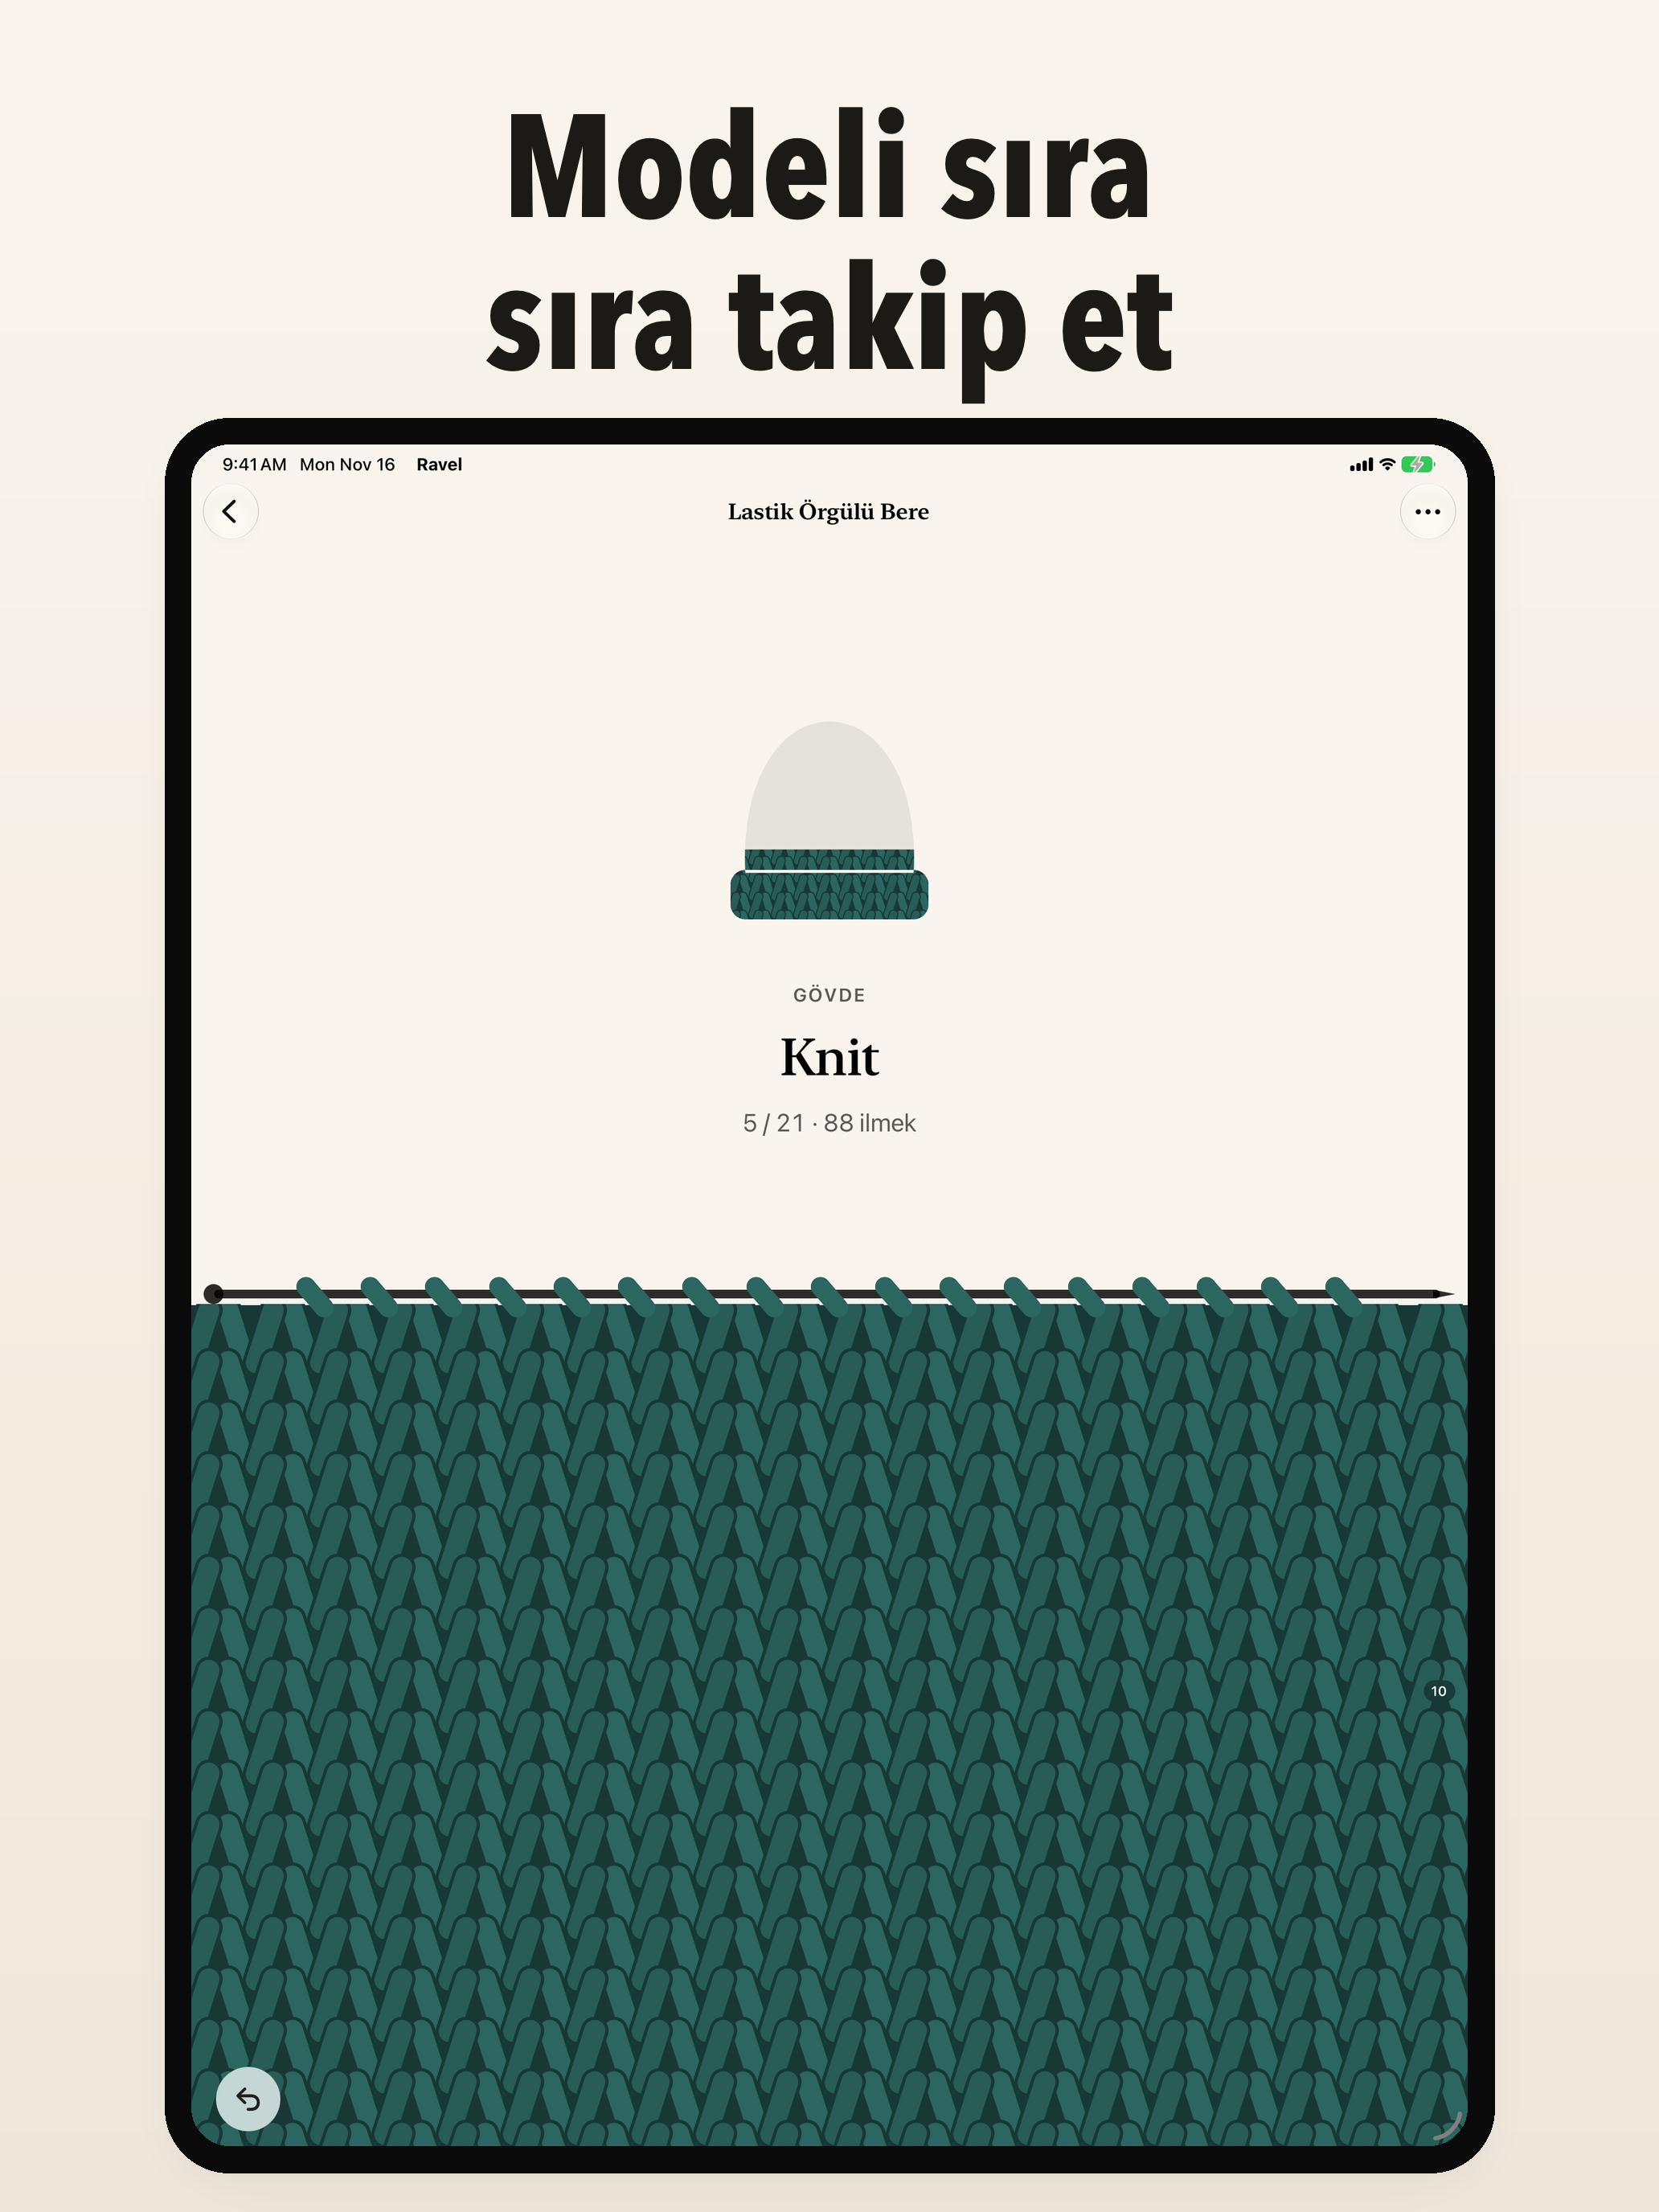 Modeli sıra
sıra takip et
9:41 AM Mon Nov 16 Ravel
Lastik Örgülü Bere
GÖVDE
Knit
5 / 21 · 88 ilmek
10